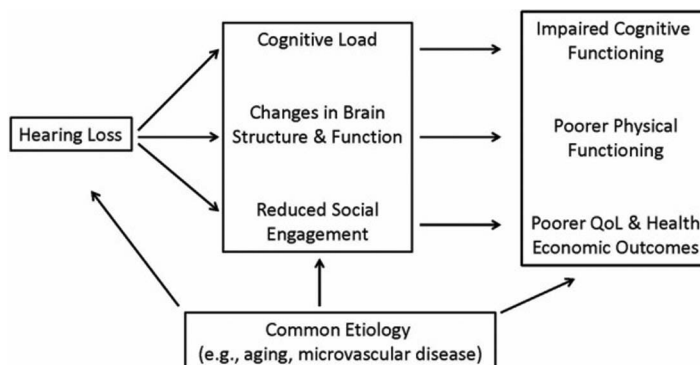 Cognitive Load
Impaired Cognitive
Functioning
Hearing Loss
Changes in Brain
Structure & Function
Poorer Physical
Functioning
Reduced Social
Engagement
Poorer QoL & Health
Economic Outcomes
Common Etiology
(e.g., aging, microvascular disease)